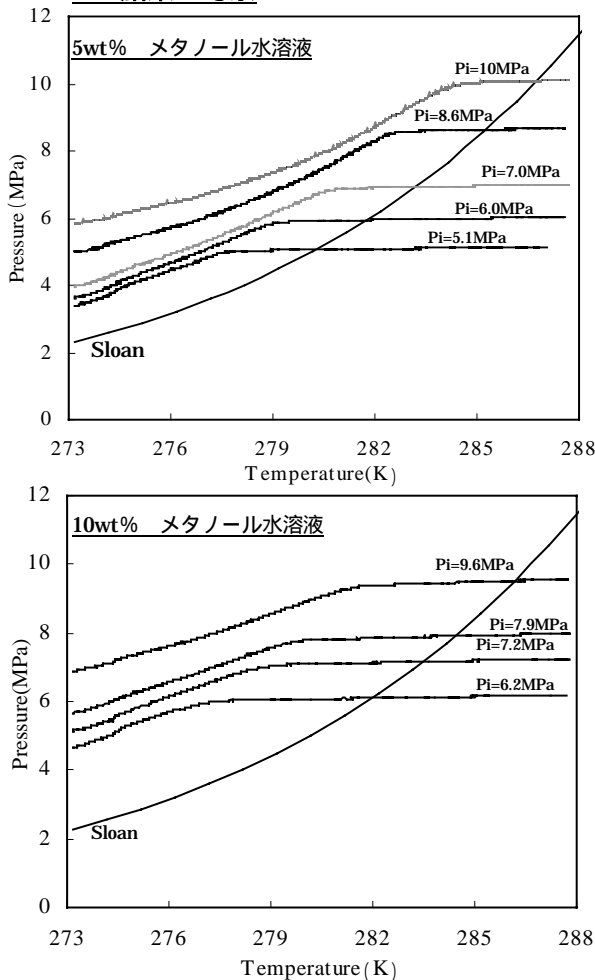 12
5wt% メタノール水溶液
Pi=10MPa
10
Pi=8.6MPa
8
Pi=7.0MPa
Pressure (MPa)
6
Pi=6.0MPa
Pi=5.1MPa
4
Sloan
2
0
273 276 279 282 285 288
Temperature(K)
12
10wt% メタノール水溶液
Pi=9.6MPa
10
Pi=7.9MPa
8
Pi=7.2MPa
Pressure(MPa)
Pi=6.2MPa
6
4
Sloan
2
0
273 276 279 282 285 288
Temperature(K)